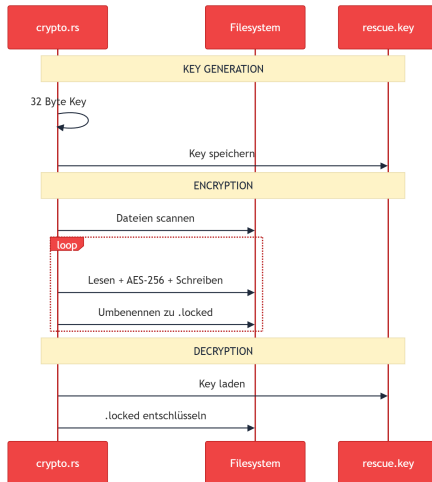 crypto.rs
Filesystem
rescue.key
KEY GENERATION
32 Byte Key
Key speichern
ENCRYPTION
Dateien scannen
loop
Lesen + AES-256 + Schreiben
Umbenennen zu .locked
DECRYPTION
Key laden
.locked entschlüsseln
crypto.rs
Filesystem
rescue.key